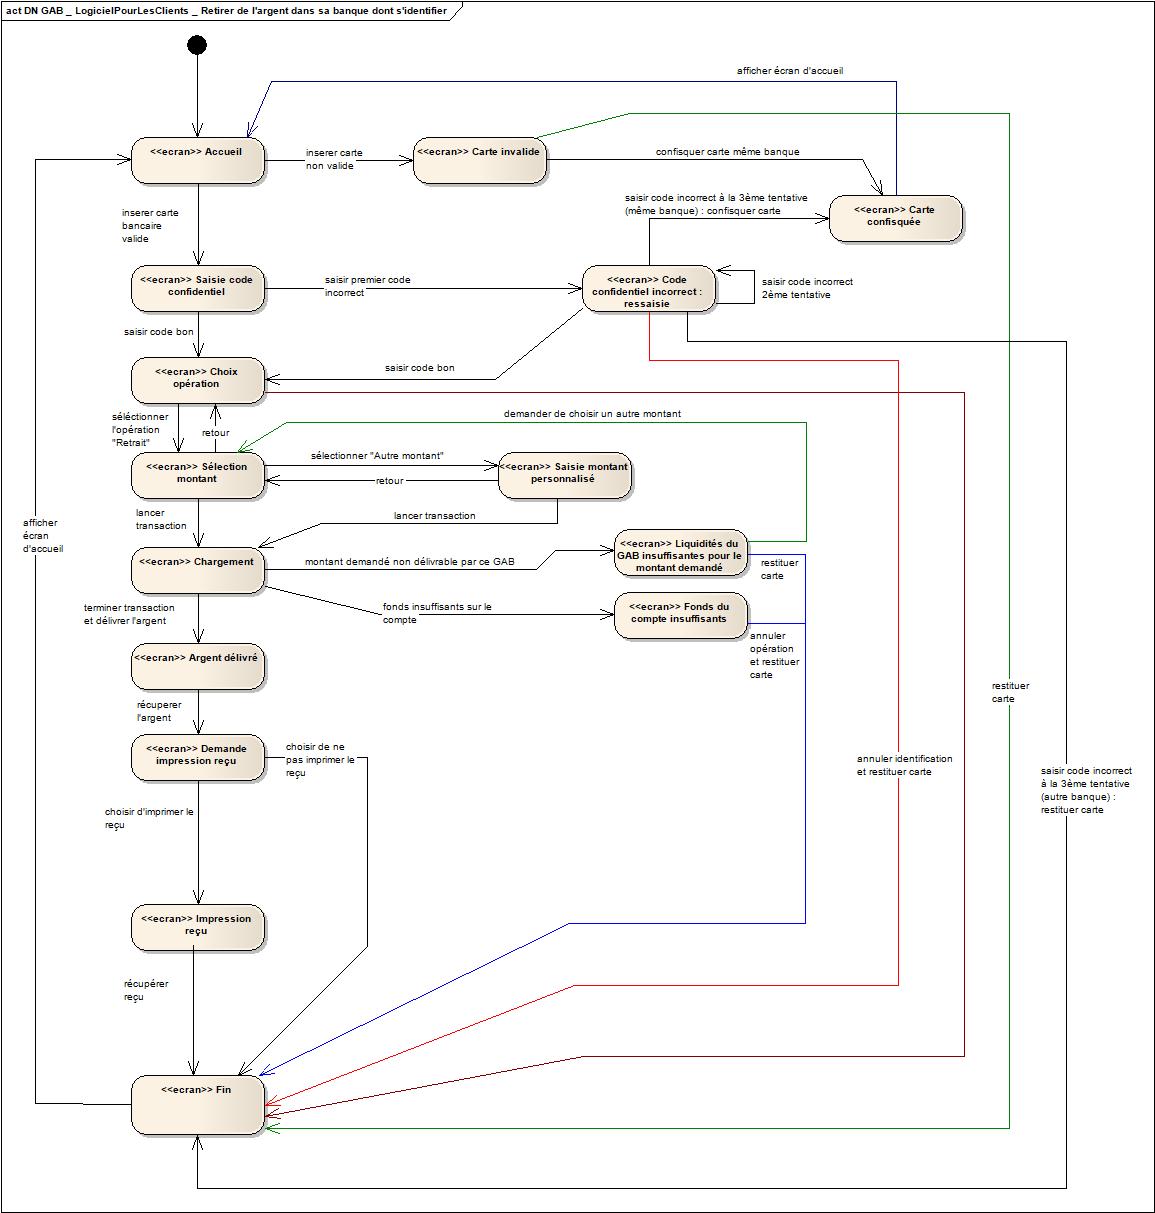 act DN GAB _ LogicielPourLesClients _ Retirer de l'argent dans sa banque dont s'identifier
afficher écran d'accueil
<<ecran>> Accueil
inserer carte
non valide
<<ecran>> Carte invalide
confisquer carte même banque
saisir code incorrect à la 3ème tentative
(même banque) : confisquer carte
<<ecran>> Carte
confisquée
inserer carte
bancaire
valide
<<ecran>> Saisie code
confidentiel
saisir premier code
incorrect
<<ecran>> Code
confidentiel incorrect :
ressaisie
saisir code incorrect
2ème tentative
saisir code bon
saisir code bon
<<ecran>> Choix
opération
séléctionner
l'opération
"Retrait"
retour
demander de choisir un autre montant
<<ecran>> Sélection
montant
sélectionner "Autre montant"
retour
<<ecran>> Saisie montant
personnalisé
lancer
transaction
lancer transaction
afficher
écran
d'accueil
<<ecran>> Chargement
montant demandé non délivrable par ce GAB
<<ecran>> Liquidités du
GAB insuffisantes pour le
montant demandé
restituer
carte
terminer transaction
et délivrer l'argent
fonds insuffisants sur le
compte
<<ecran>> Fonds du
compte insuffisants
annuler
opération
et restituer
carte
<<ecran>> Argent délivré
restituer
carte
récuperer
l'argent
<<ecran>> Demande
impression reçu
choisir de ne
pas imprimer le
reçu
annuler identification
et restituer carte
saisir code incorrect
à la 3ème tentative
(autre banque) :
restituer carte
choisir d'imprimer le
reçu
<<ecran>> Impression
reçu
récupérer
reçu
<<ecran>> Fin